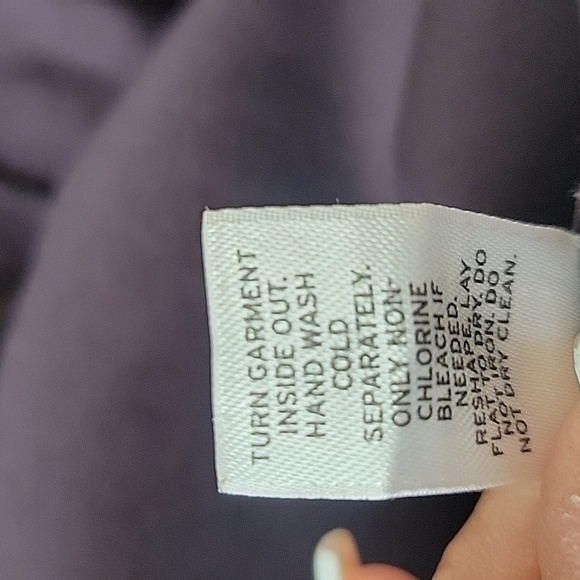 TURN GARMENT
INSIDE OUT.
HAND WASH
COLD
SEPARATELY.
ONLY NON-
CHLORINE
BLEACH IF
NEEDED.
RESHAPE, LAY
FLAT TO DRY. DO
NOT IRON. DO
NOT DRY CLEAN.